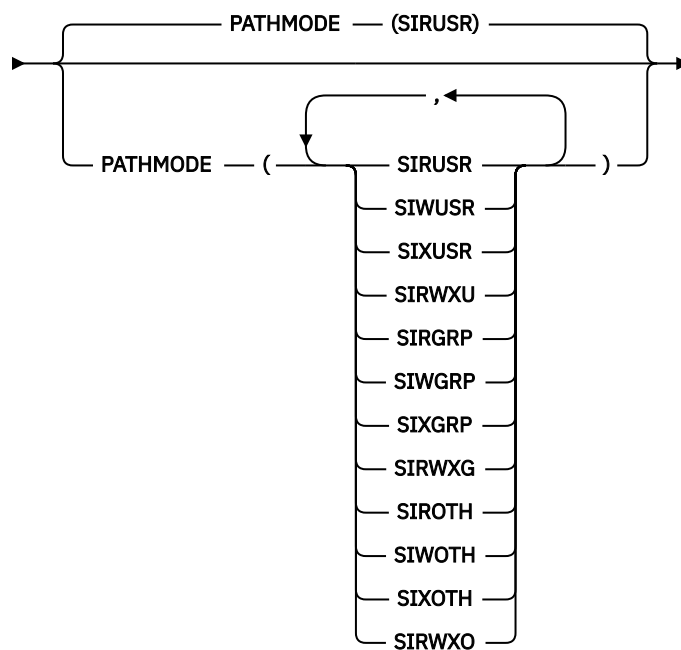 PATHMODE (SIRUSR)
,
PATHMODE ( SIRUSR )
SIWUSR
SIXUSR
SIRWXU
SIRGRP
SIWGRP
SIXGRP
SIRWXG
SIROTH
SIWOTH
SIXOTH
SIRWXO